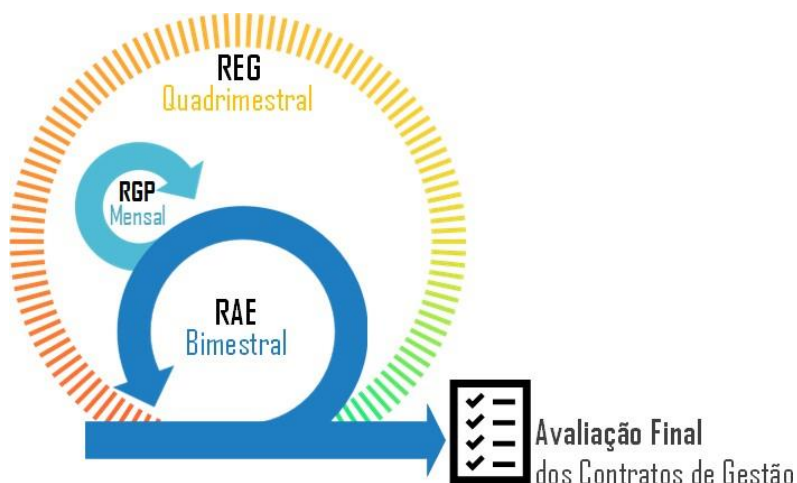 REG
Quadrimestral
RGP
Mensal
RAE
Bimestral
Avaliação Final
dos Contratos de Gestão